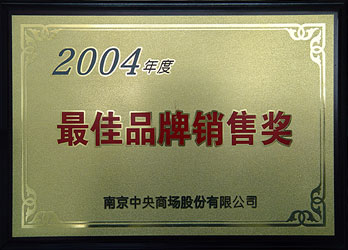 2004年度
最佳品牌销售奖
南京中央商场股份有限公司